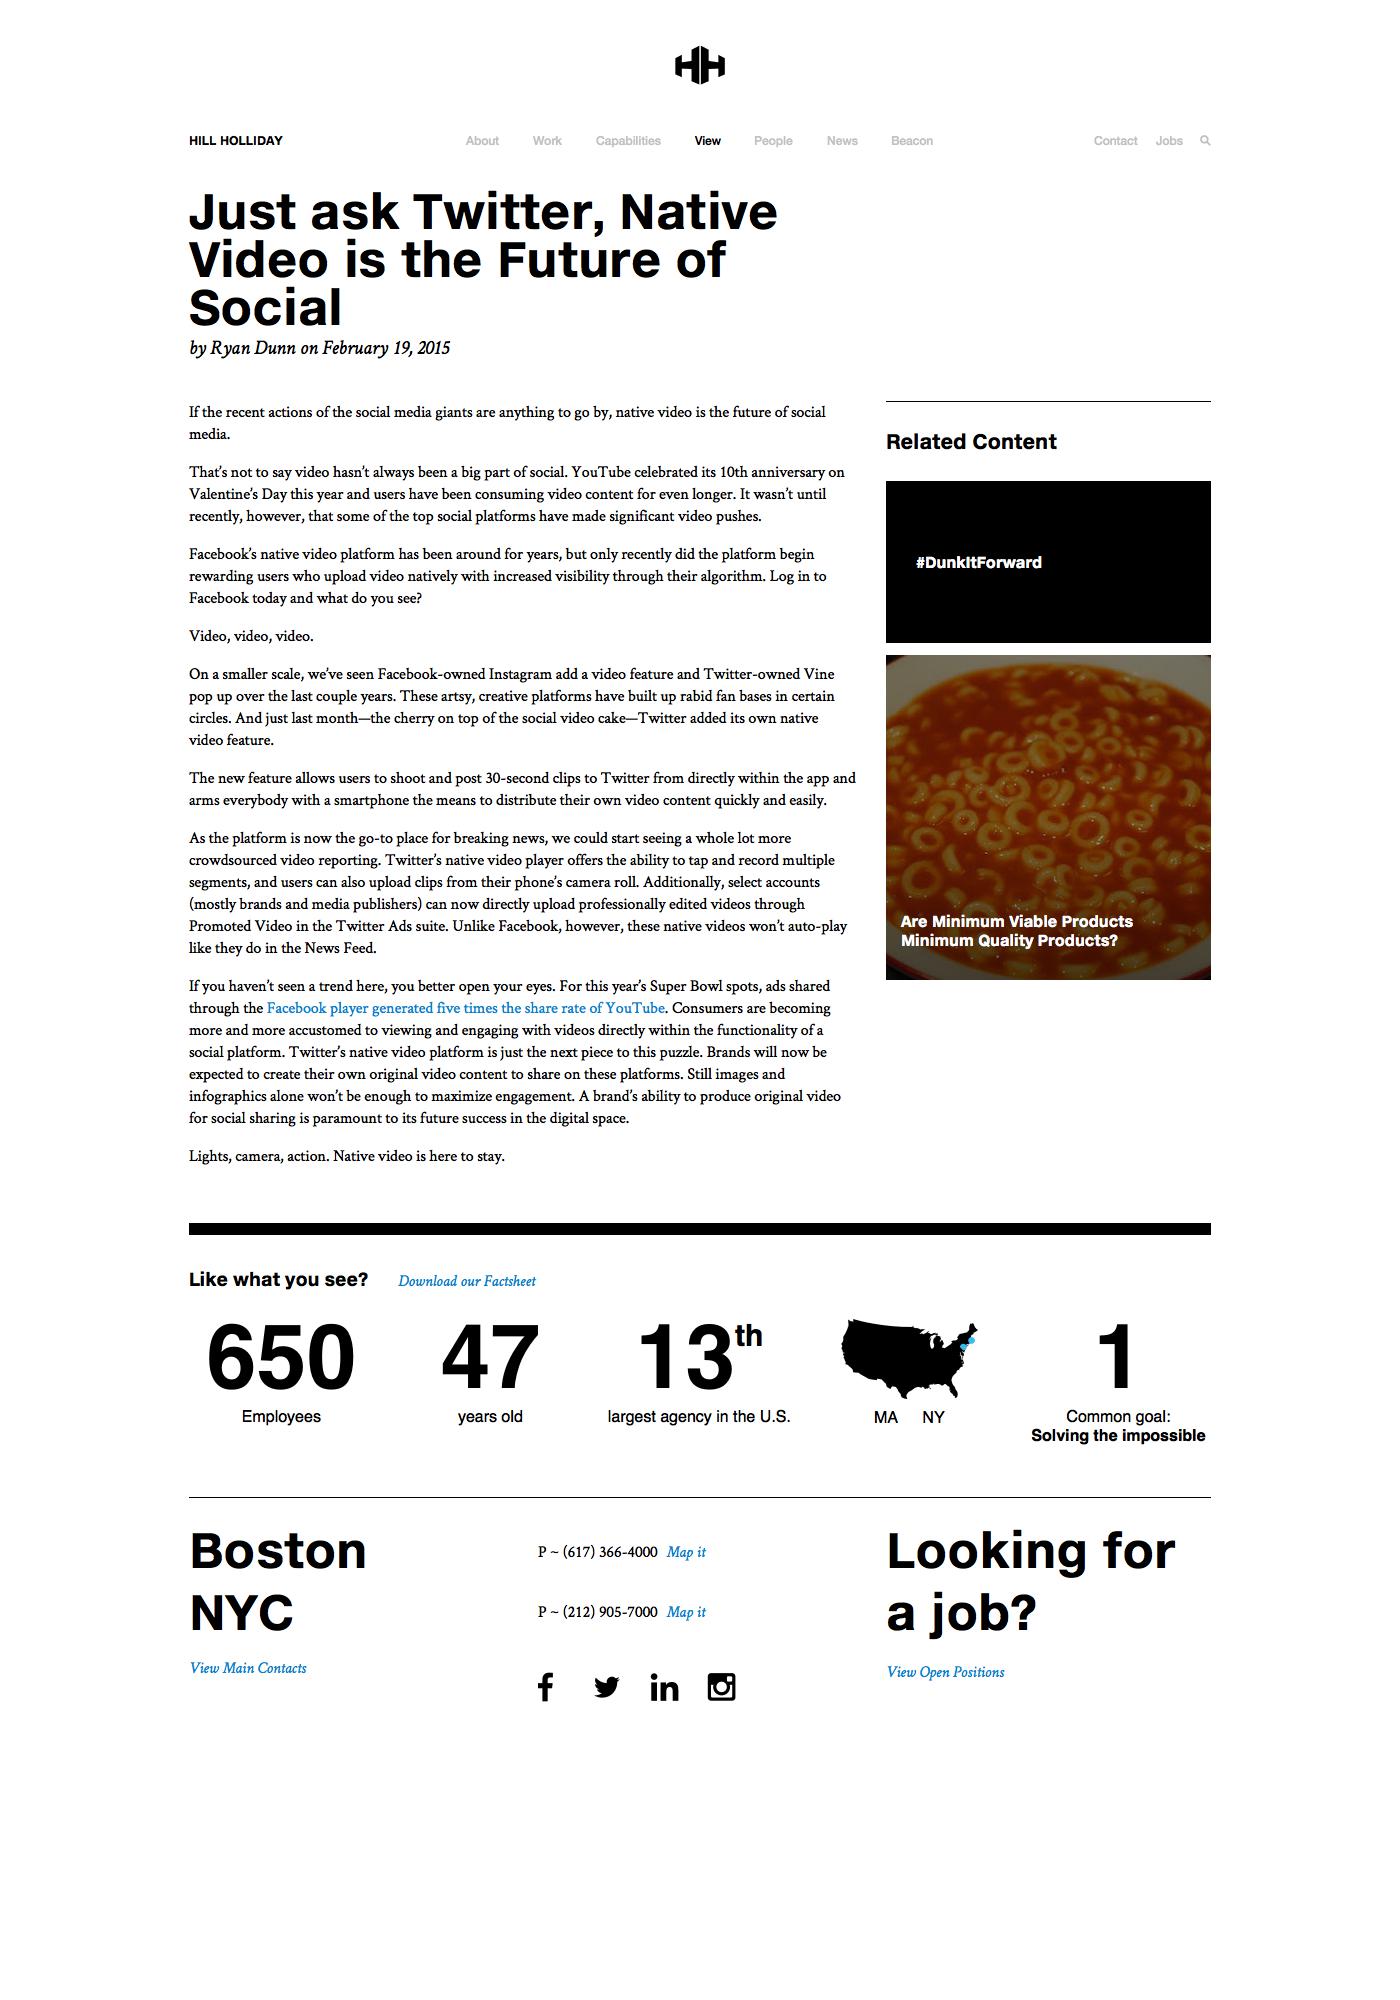 HILL HOLLIDAY
About Work Capabilities View People News Beacon
Contact Jobs
Just ask Twitter, Native
Video is the Future of
Social
by Ryan Dunn on February 19, 2015
If the recent actions of the social media giants are anything to go by, native video is the future of social
media.
That’s not to say video hasn’t always been a big part of social. YouTube celebrated its 10th anniversary on
Valentine’s Day this year and users have been consuming video content for even longer. It wasn’t until
recently, however, that some of the top social platforms have made significant video pushes.
Facebook’s native video platform has been around for years, but only recently did the platform begin
rewarding users who upload video natively with increased visibility through their algorithm. Log in to
Facebook today and what do you see?
Video, video, video.
On a smaller scale, we’ve seen Facebook-owned Instagram add a video feature and Twitter-owned Vine
pop up over the last couple years. These artsy, creative platforms have built up rabid fan bases in certain
circles. And just last month—the cherry on top of the social video cake—Twitter added its own native
video feature.
The new feature allows users to shoot and post 30-second clips to Twitter from directly within the app and
arms everybody with a smartphone the means to distribute their own video content quickly and easily.
As the platform is now the go-to place for breaking news, we could start seeing a whole lot more
crowdsourced video reporting. Twitter’s native video player offers the ability to tap and record multiple
segments, and users can also upload clips from their phone’s camera roll. Additionally, select accounts
(mostly brands and media publishers) can now directly upload professionally edited videos through
Promoted Video in the Twitter Ads suite. Unlike Facebook, however, these native videos won’t auto-play
like they do in the News Feed.
If you haven’t seen a trend here, you better open your eyes. For this year’s Super Bowl spots, ads shared
through the Facebook player generated five times the share rate of YouTube. Consumers are becoming
more and more accustomed to viewing and engaging with videos directly within the functionality of a
social platform. Twitter’s native video platform is just the next piece to this puzzle. Brands will now be
expected to create their own original video content to share on these platforms. Still images and
infographics alone won’t be enough to maximize engagement. A brand’s ability to produce original video
for social sharing is paramount to its future success in the digital space.
Lights, camera, action. Native video is here to stay.
Related Content
#DunkItForward
Are Minimum Viable Products
Minimum Quality Products?
Like what you see? Download our Factsheet
650
Employees
47
years old
13th
largest agency in the U.S.
MA NY
1
Common goal:
Solving the impossible
Boston
NYC
View Main Contacts
P ~ (617) 366-4000 Map it
P ~ (212) 905-7000 Map it
Looking for
a job?
View Open Positions